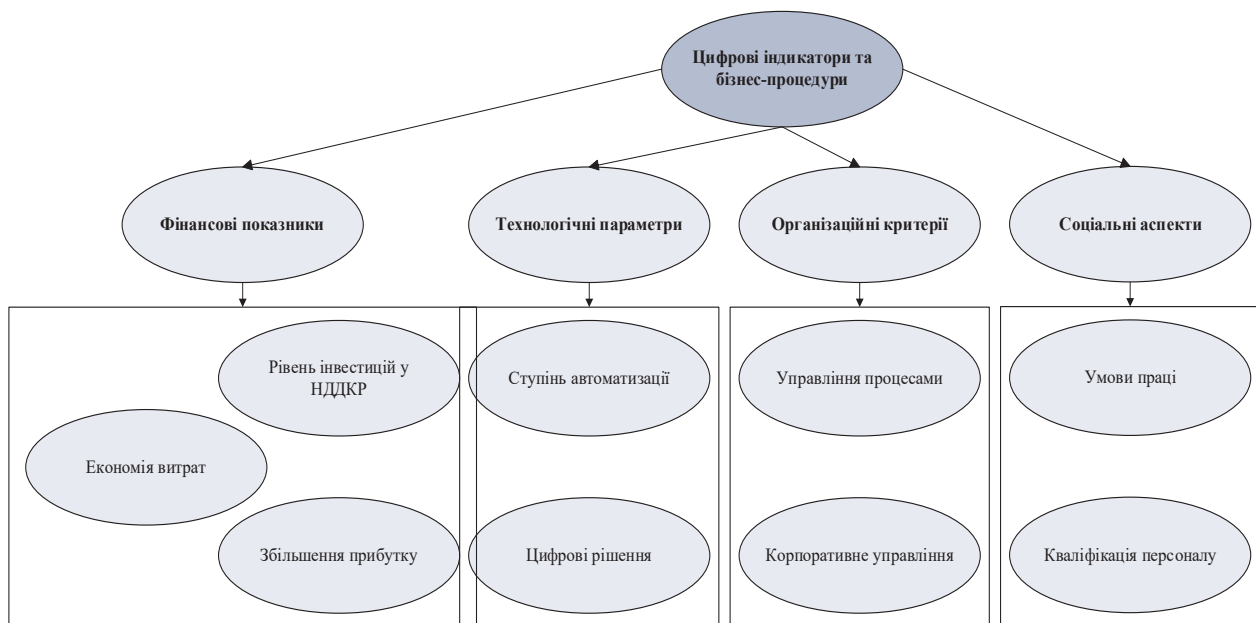 Цифрові індикатори та
бізнес-процедури
Фінансові показники
Технологічні параметри
Організаційні критерії
Соціальні аспекти
Рівень інвестицій у
НДДКР
Економія витрат
Збільшення прибутку
Ступінь автоматизації
Цифрові рішення
Управління процесами
Корпоративне управління
Умови праці
Кваліфікація персоналу